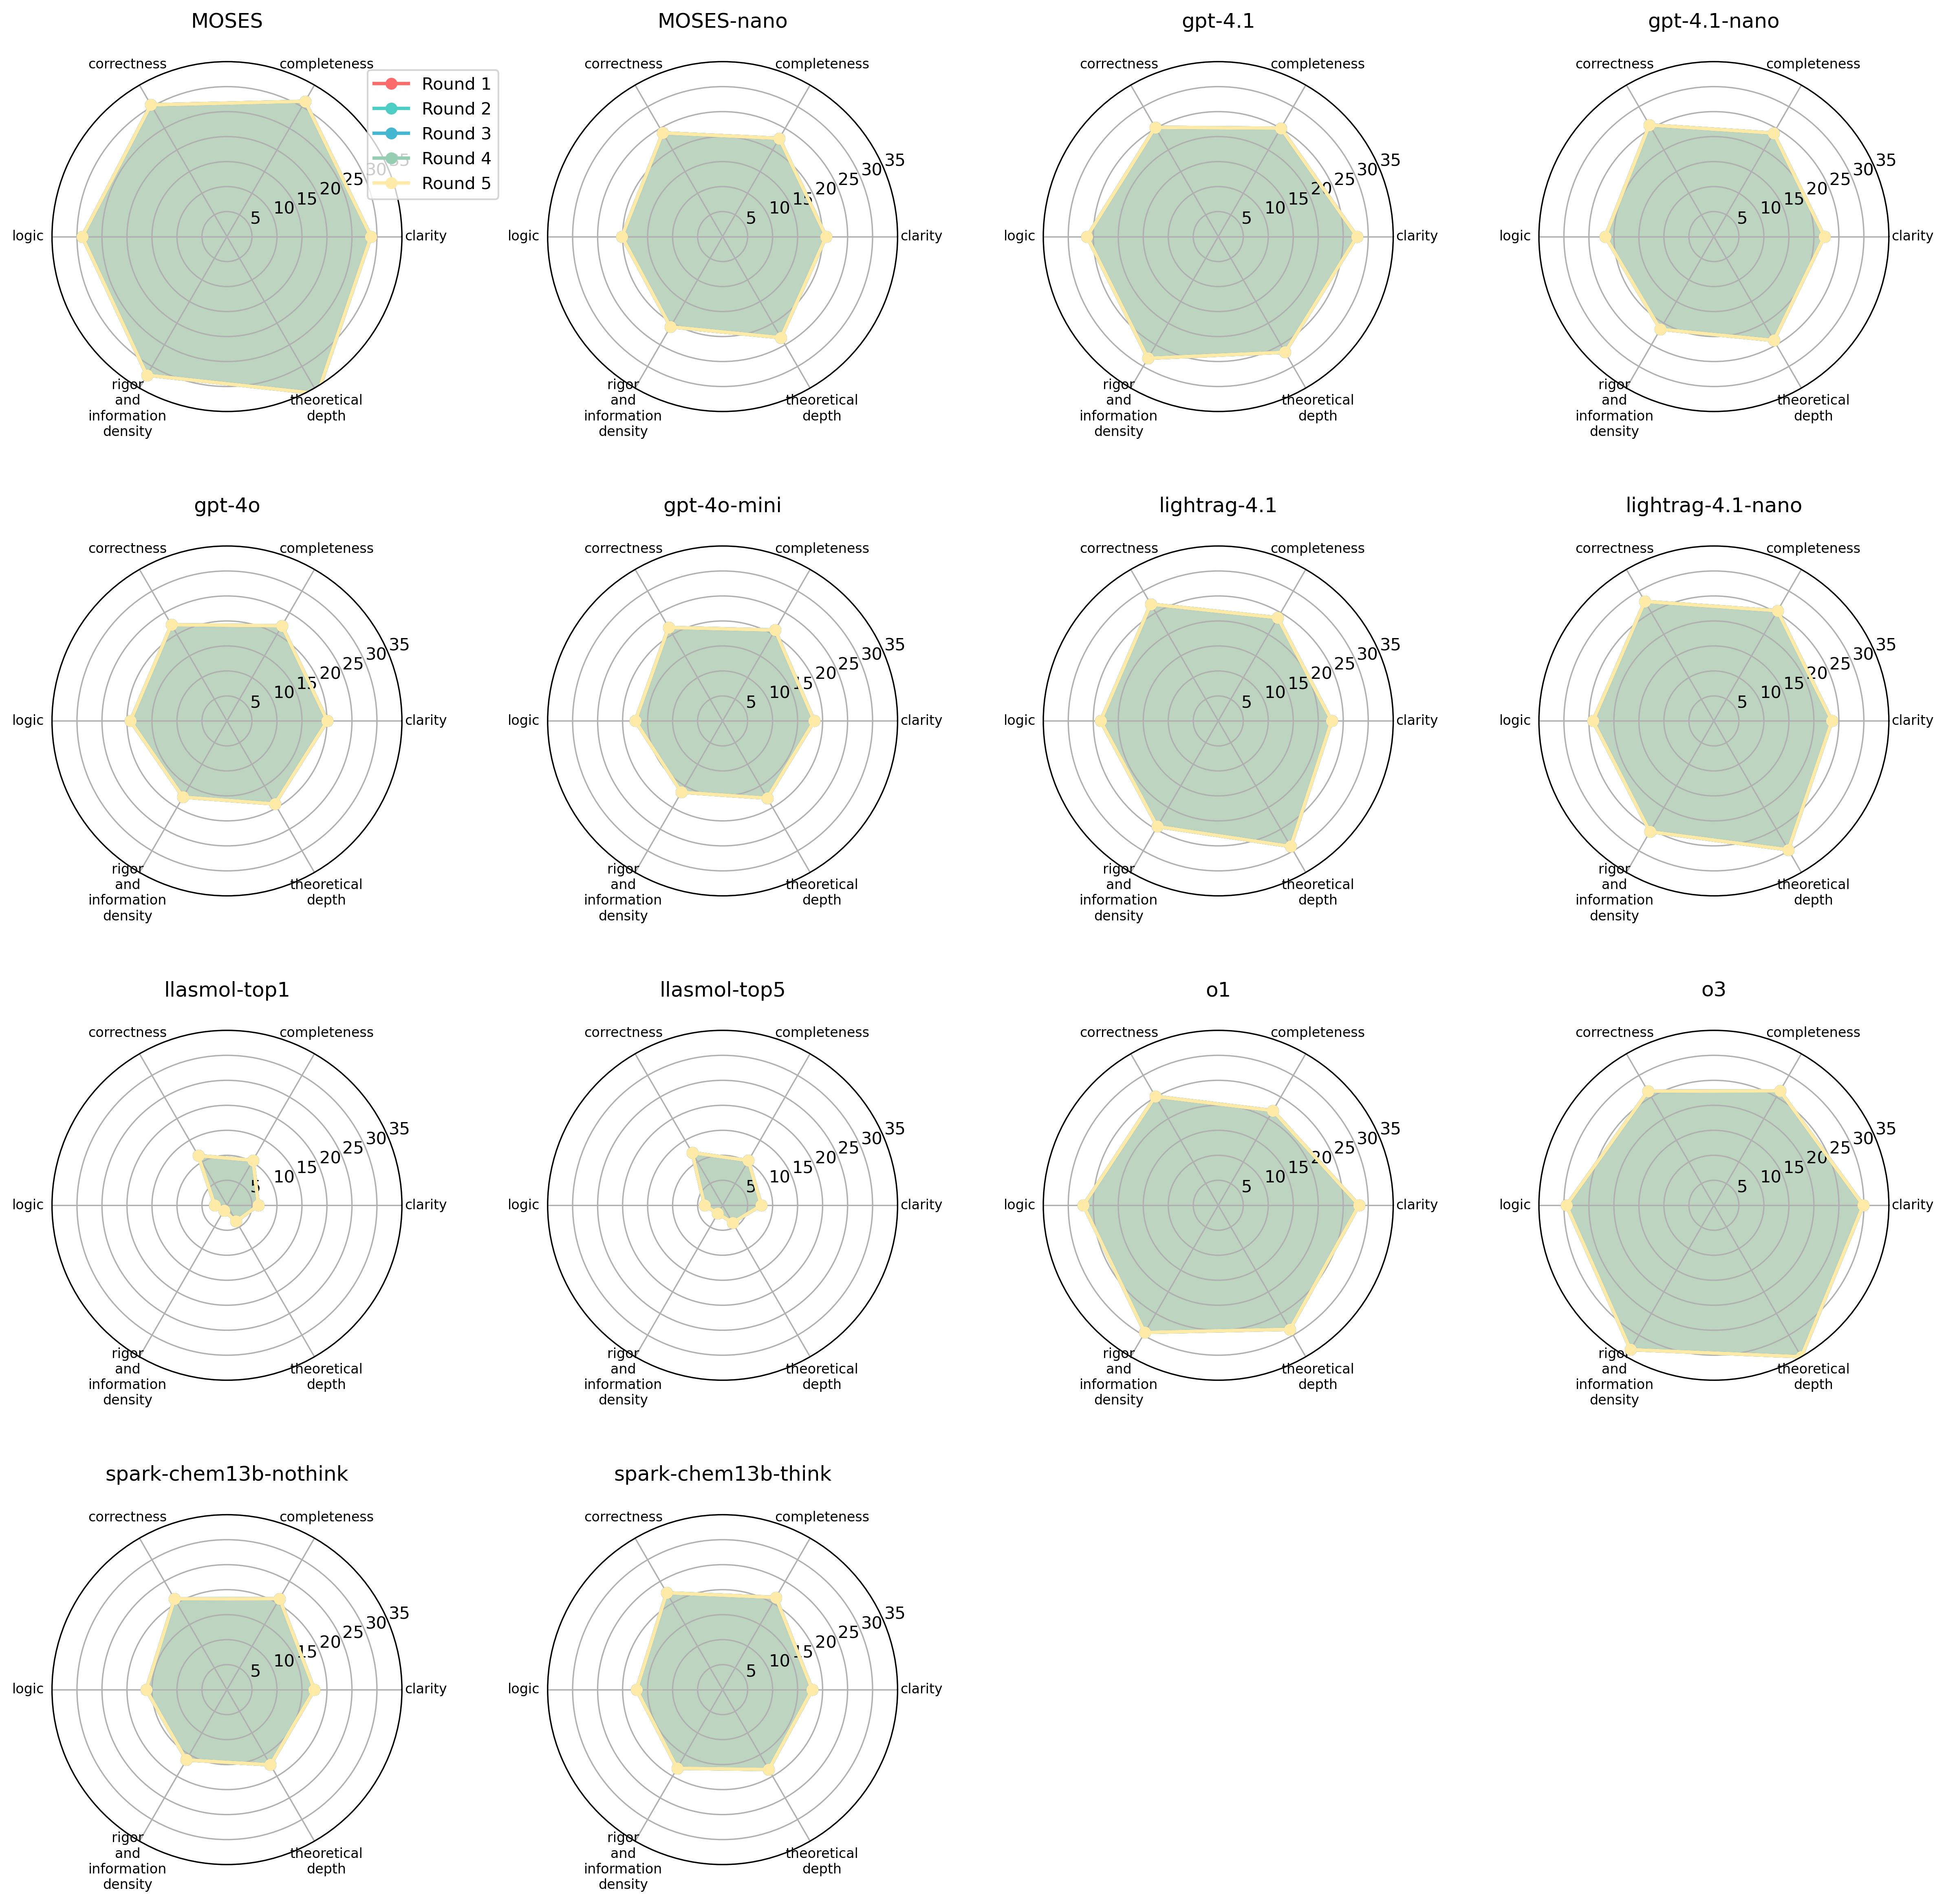 MOSES
correctness
completeness
logic
clarity
rigor
and
information
density
theoretical
depth
5
10
15
20
25
30
35
Round 1
Round 2
Round 3
Round 4
Round 5
MOSES-nano
correctness
completeness
logic
clarity
rigor
and
information
density
theoretical
depth
5
10
15
20
25
30
35
gpt-4.1
correctness
completeness
logic
clarity
rigor
and
information
density
theoretical
depth
5
10
15
20
25
30
35
gpt-4.1-nano
correctness
completeness
logic
clarity
rigor
and
information
density
theoretical
depth
5
10
15
20
25
30
35
gpt-4o
correctness
completeness
logic
clarity
rigor
and
information
density
theoretical
depth
5
10
15
20
25
30
35
gpt-4o-mini
correctness
completeness
logic
clarity
rigor
and
information
density
theoretical
depth
5
10
15
20
25
30
35
lightrag-4.1
correctness
completeness
logic
clarity
rigor
and
information
density
theoretical
depth
5
10
15
20
25
30
35
lightrag-4.1-nano
correctness
completeness
logic
clarity
rigor
and
information
density
theoretical
depth
5
10
15
20
25
30
35
llasmol-top1
correctness
completeness
logic
clarity
rigor
and
information
density
theoretical
depth
5
10
15
20
25
30
35
llasmol-top5
correctness
completeness
logic
clarity
rigor
and
information
density
theoretical
depth
5
10
15
20
25
30
35
o1
correctness
completeness
logic
clarity
rigor
and
information
density
theoretical
depth
5
10
15
20
25
30
35
o3
correctness
completeness
logic
clarity
rigor
and
information
density
theoretical
depth
5
10
15
20
25
30
35
spark-chem13b-nothink
correctness
completeness
logic
clarity
rigor
and
information
density
theoretical
depth
5
10
15
20
25
30
35
spark-chem13b-think
correctness
completeness
logic
clarity
rigor
and
information
density
theoretical
depth
5
10
15
20
25
30
35